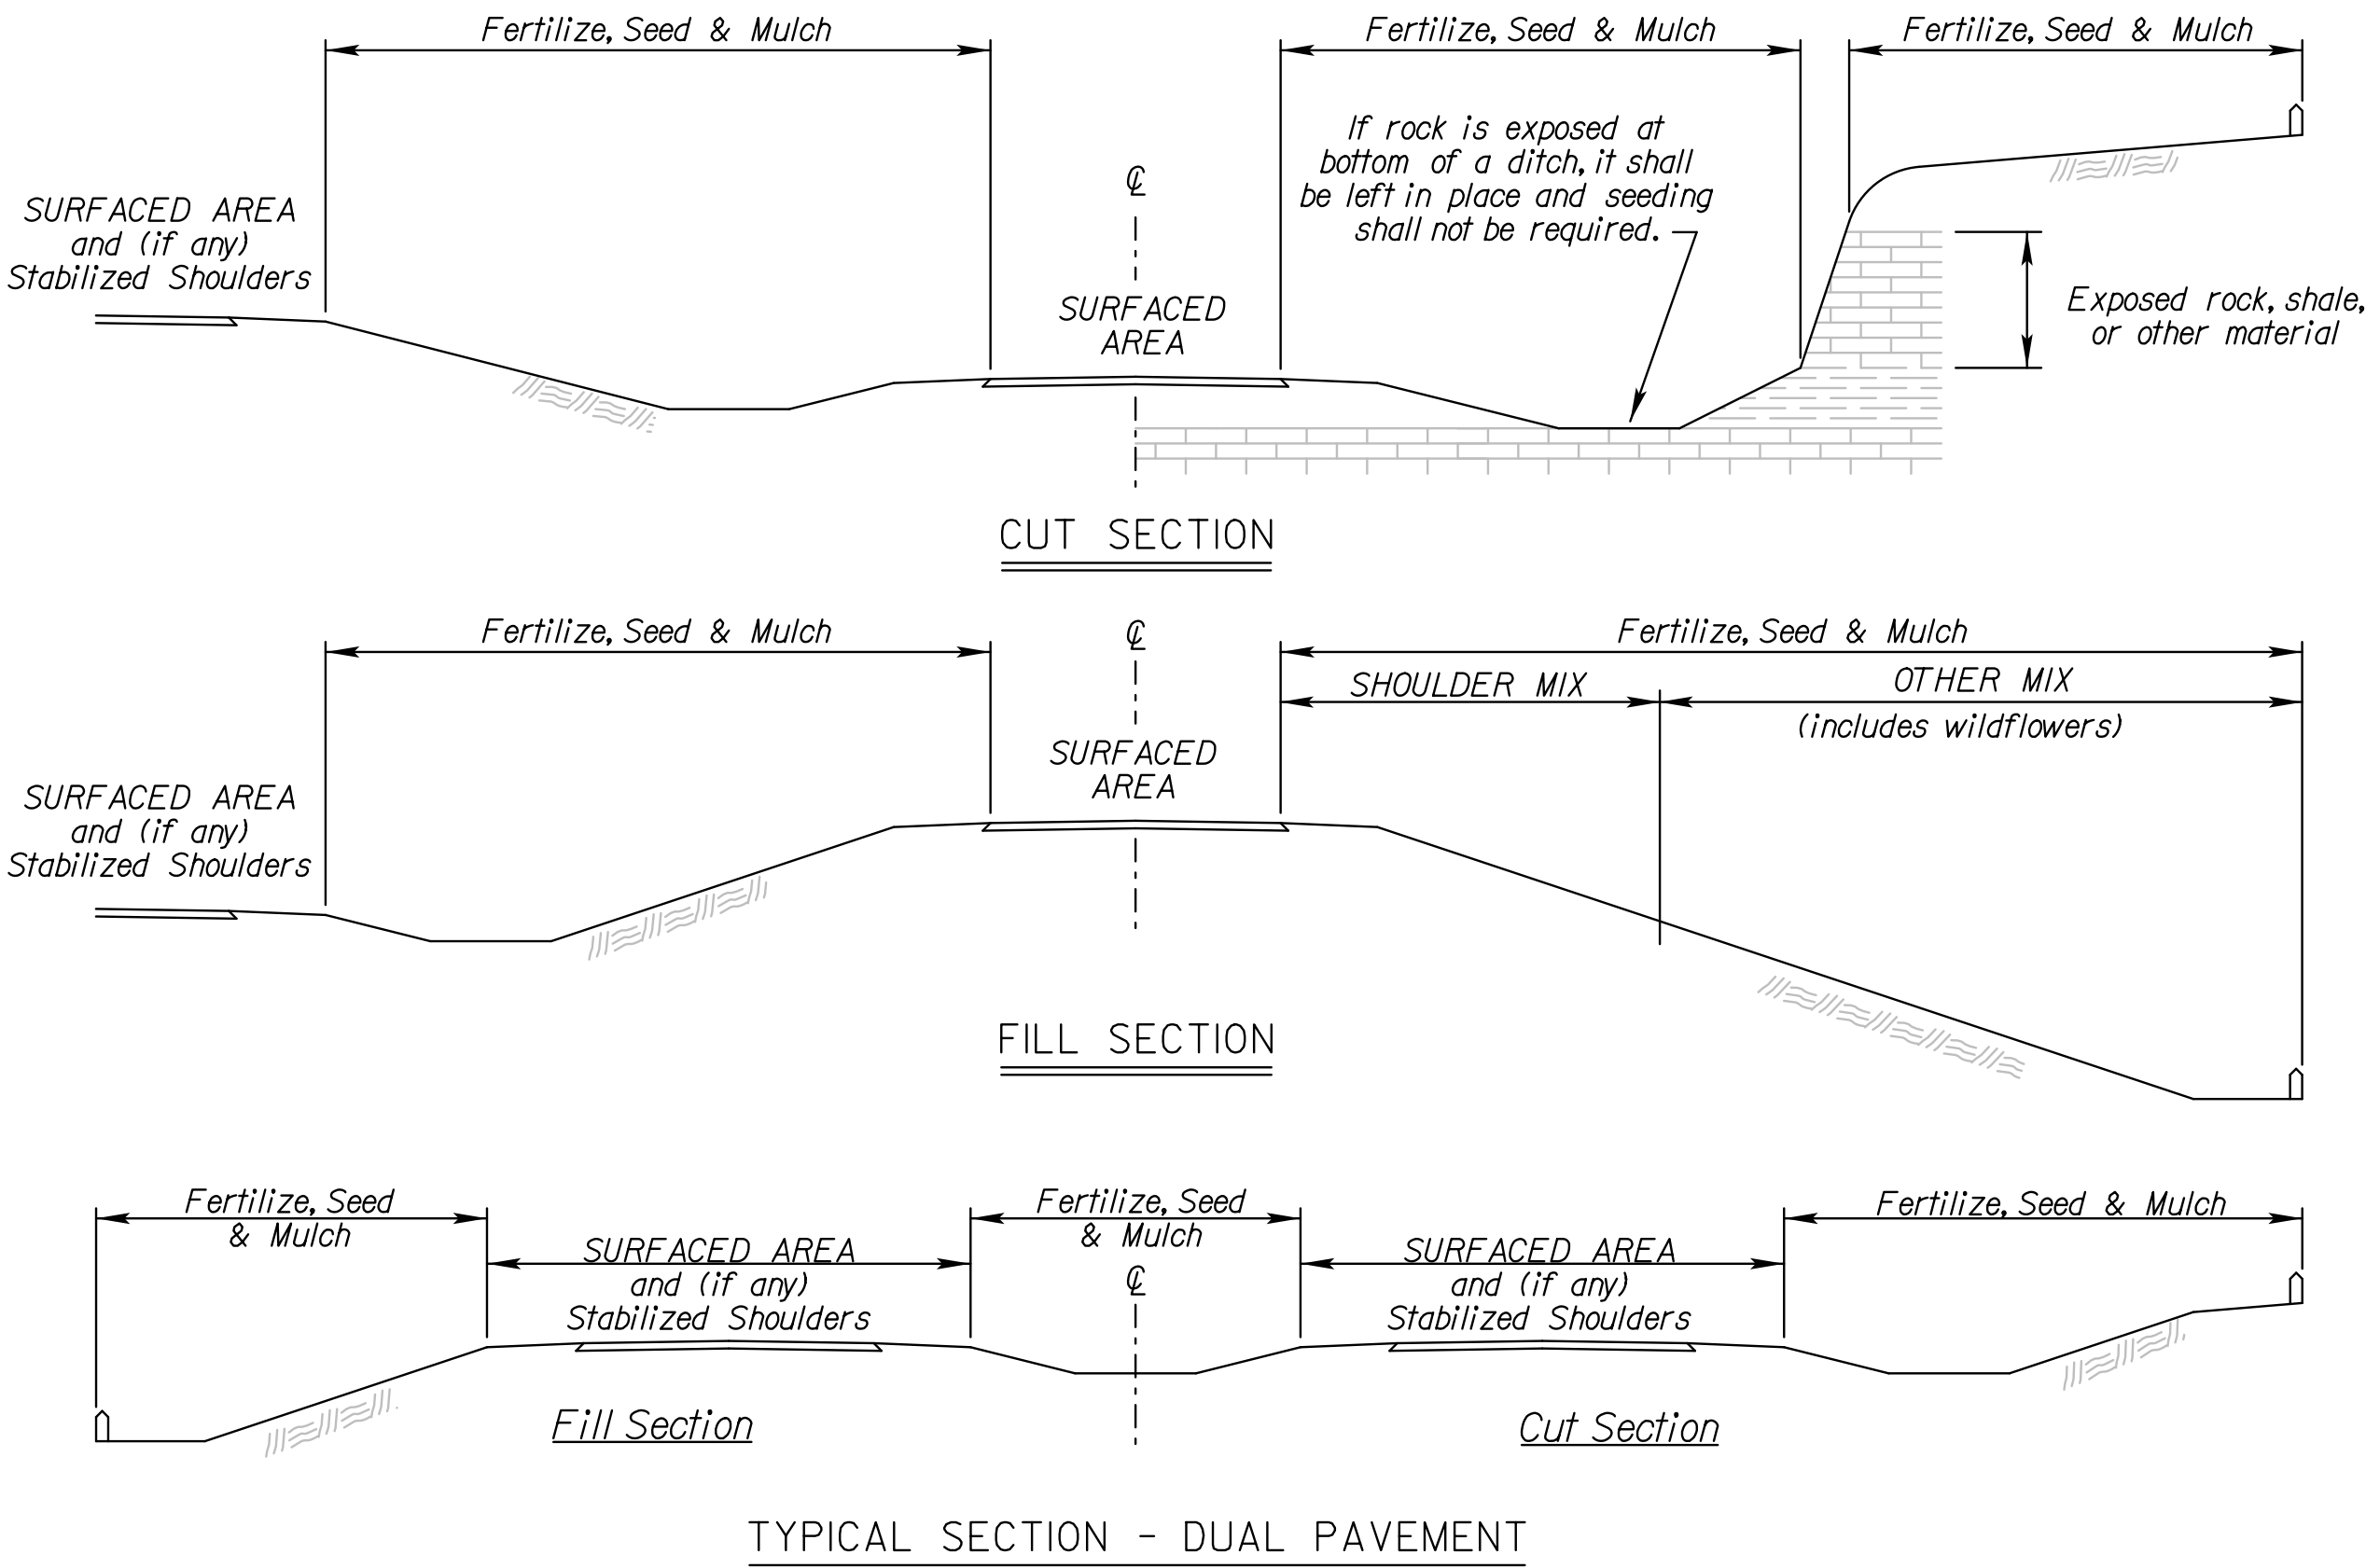 Fertilize, Seed & Mulch
Fertilize, Seed & Mulch
Fertilize, Seed & Mulch
If rock is exposed at
bottom of a ditch, it shall
be left in place and seeding
shall not be required.
℄
SURFACED AREA
and (if any)
Stabilized Shoulders
SURFACED
AREA
Exposed rock, shale,
or other material
CUT SECTION
Fertilize, Seed & Mulch
℄
Fertilize, Seed & Mulch
SHOULDER MIX
OTHER MIX
(includes wildflowers)
SURFACED
AREA
SURFACED AREA
and (if any)
Stabilized Shoulders
FILL SECTION
Fertilize, Seed
& Mulch
Fertilize, Seed
& Mulch
Fertilize, Seed & Mulch
SURFACED AREA
and (if any)
Stabilized Shoulders
℄
SURFACED AREA
and (if any)
Stabilized Shoulders
Fill Section
Cut Section
TYPICAL SECTION - DUAL PAVEMENT